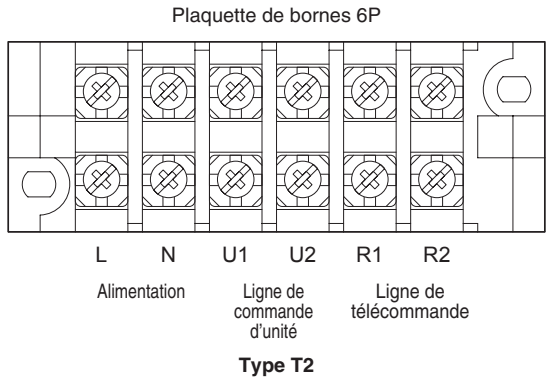 Plaquette de bornes 6P
L N U1 U2 R1 R2
Alimentation Ligne de Ligne de
commande télécommande
d'unité
Type T2